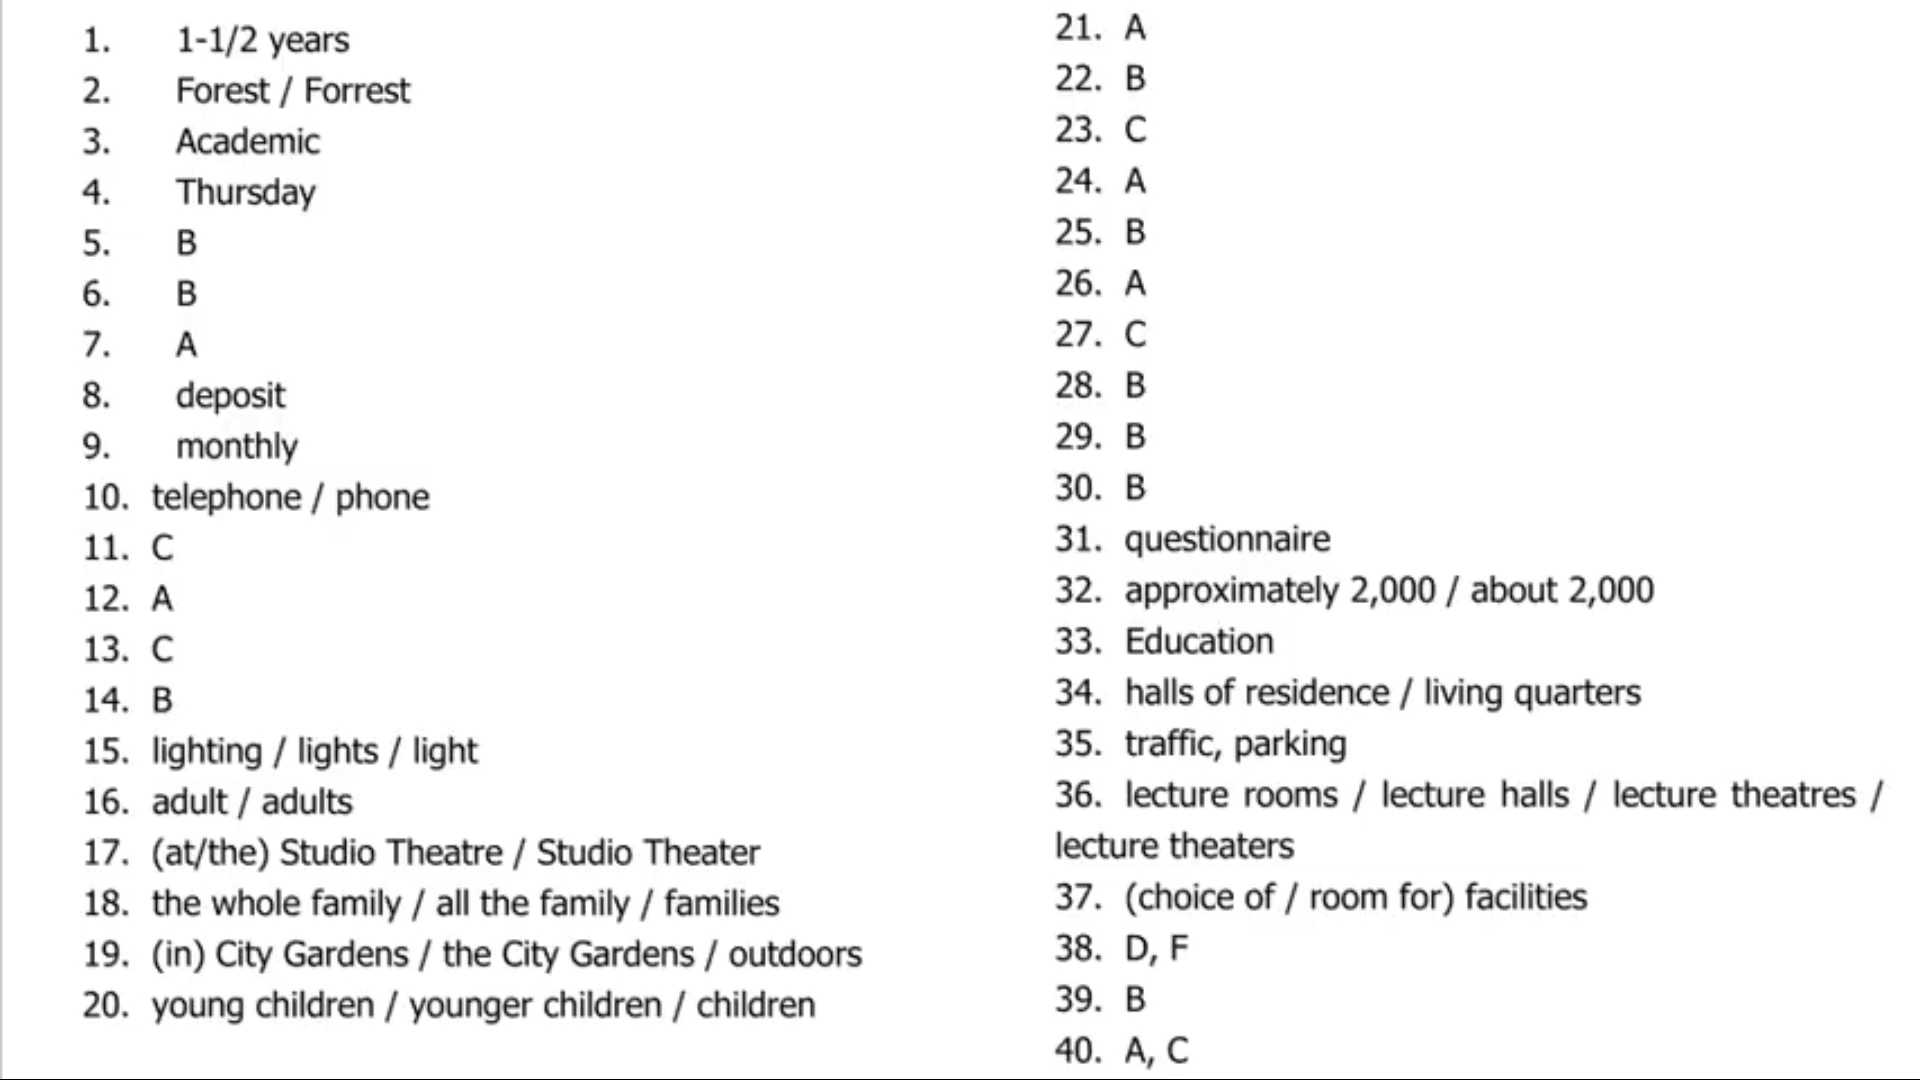 1. 1-1/2 years
2. Forest / Forrest
3. Academic
4. Thursday
5. B
6. B
7. A
8. deposit
9. monthly
10. telephone / phone
11. C
12. A
13. C
14. B
15. lighting / lights / light
16. adult / adults
17. (at/the) Studio Theatre / Studio Theater
18. the whole family / all the family / families
19. (in) City Gardens / the City Gardens / outdoors
20. young children / younger children / children
21. A
22. B
23. C
24. A
25. B
26. A
27. C
28. B
29. B
30. B
31. questionnaire
32. approximately 2,000 / about 2,000
33. Education
34. halls of residence / living quarters
35. traffic, parking
36. lecture rooms / lecture halls / lecture theatres /
lecture theaters
37. (choice of / room for) facilities
38. D, F
39. B
40. A, C